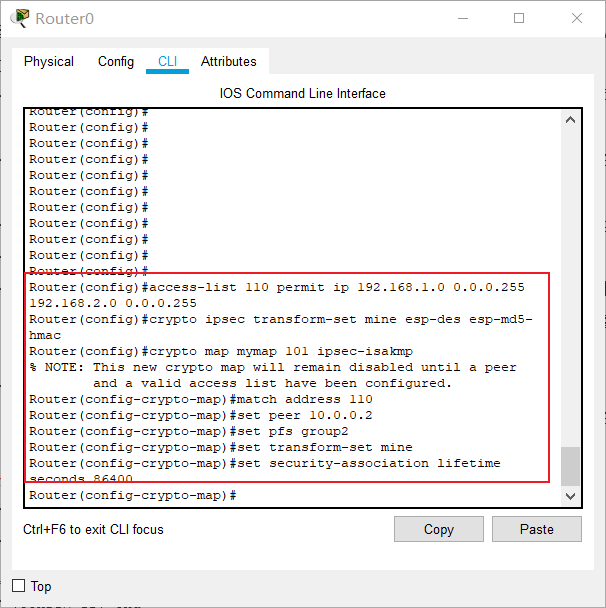 Router0
Physical Config CLI Attributes
IOS Command Line Interface
Router(config)#
Router(config)#
Router(config)#
Router(config)#
Router(config)#
Router(config)#
Router(config)#
Router(config)#
Router(config)#
Router(config)#
Router(config)#
Router(config)#access-list 110 permit ip 192.168.1.0 0.0.0.255
192.168.2.0 0.0.0.255
Router(config)#crypto ipsec transform-set mine esp-des esp-md5-
hmac
Router(config)#crypto map mymap 101 ipsec-isakmp
% NOTE: This new crypto map will remain disabled until a peer
and a valid access list have been configured.
Router(config-crypto-map)#match address 110
Router(config-crypto-map)#set peer 10.0.0.2
Router(config-crypto-map)#set pfs group2
Router(config-crypto-map)#set transform-set mine
Router(config-crypto-map)#set security-association lifetime
seconds 86400
Router(config-crypto-map)#
Ctrl+F6 to exit CLI focus
Copy
Paste
Top